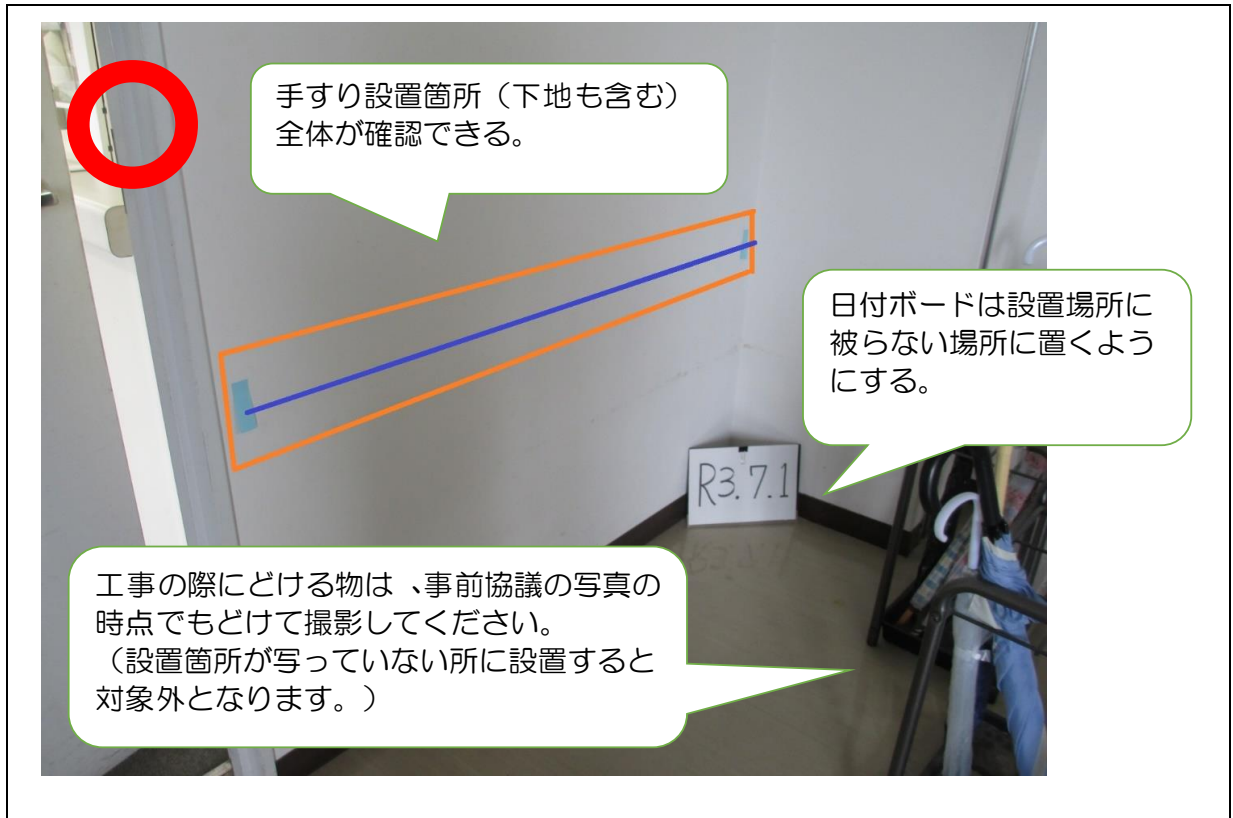 手すり設置箇所（下地も含む）
全体が確認できる。
日付ボードは設置場所に
被らない場所に置くよう
にする。
R3.7.1
工事の際にどける物は、事前協議の写真の
時点でもどけて撮影してください。
（設置箇所が写っていない所に設置すると
対象外となります。）